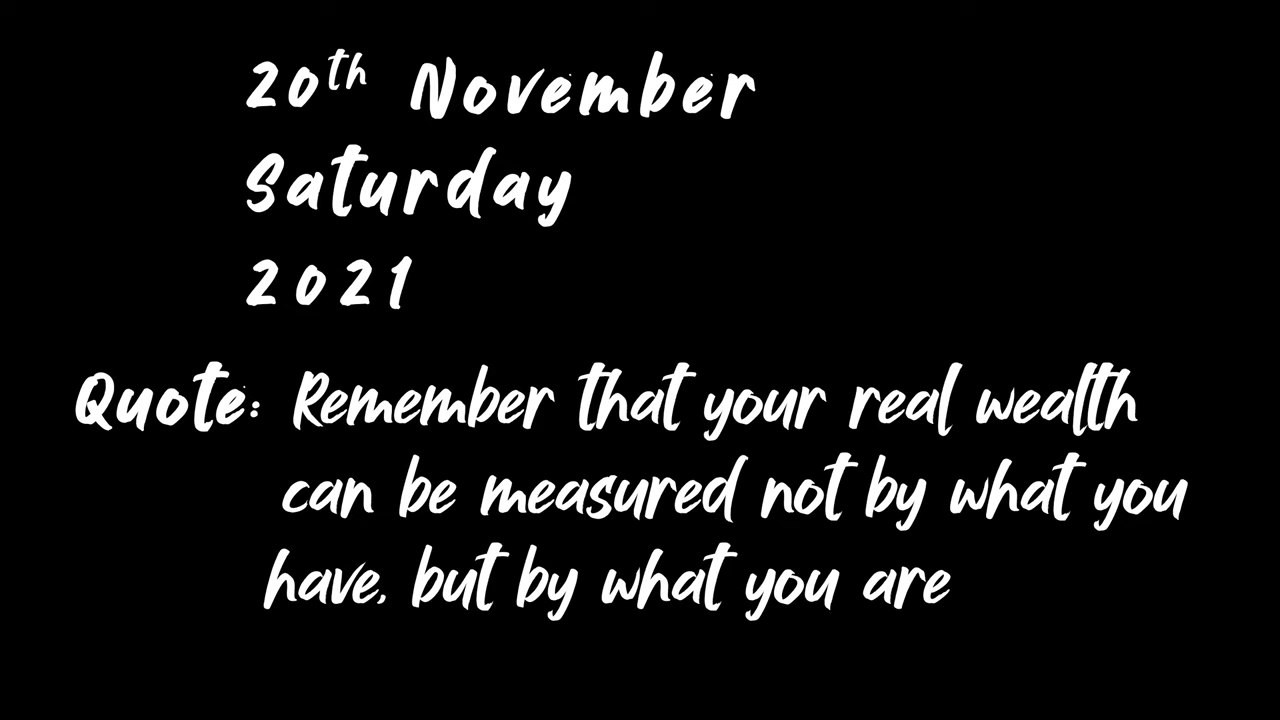 20th November
Saturday
2021
Quote: Remember that your real wealth
can be measured not by what you
have, but by what you are